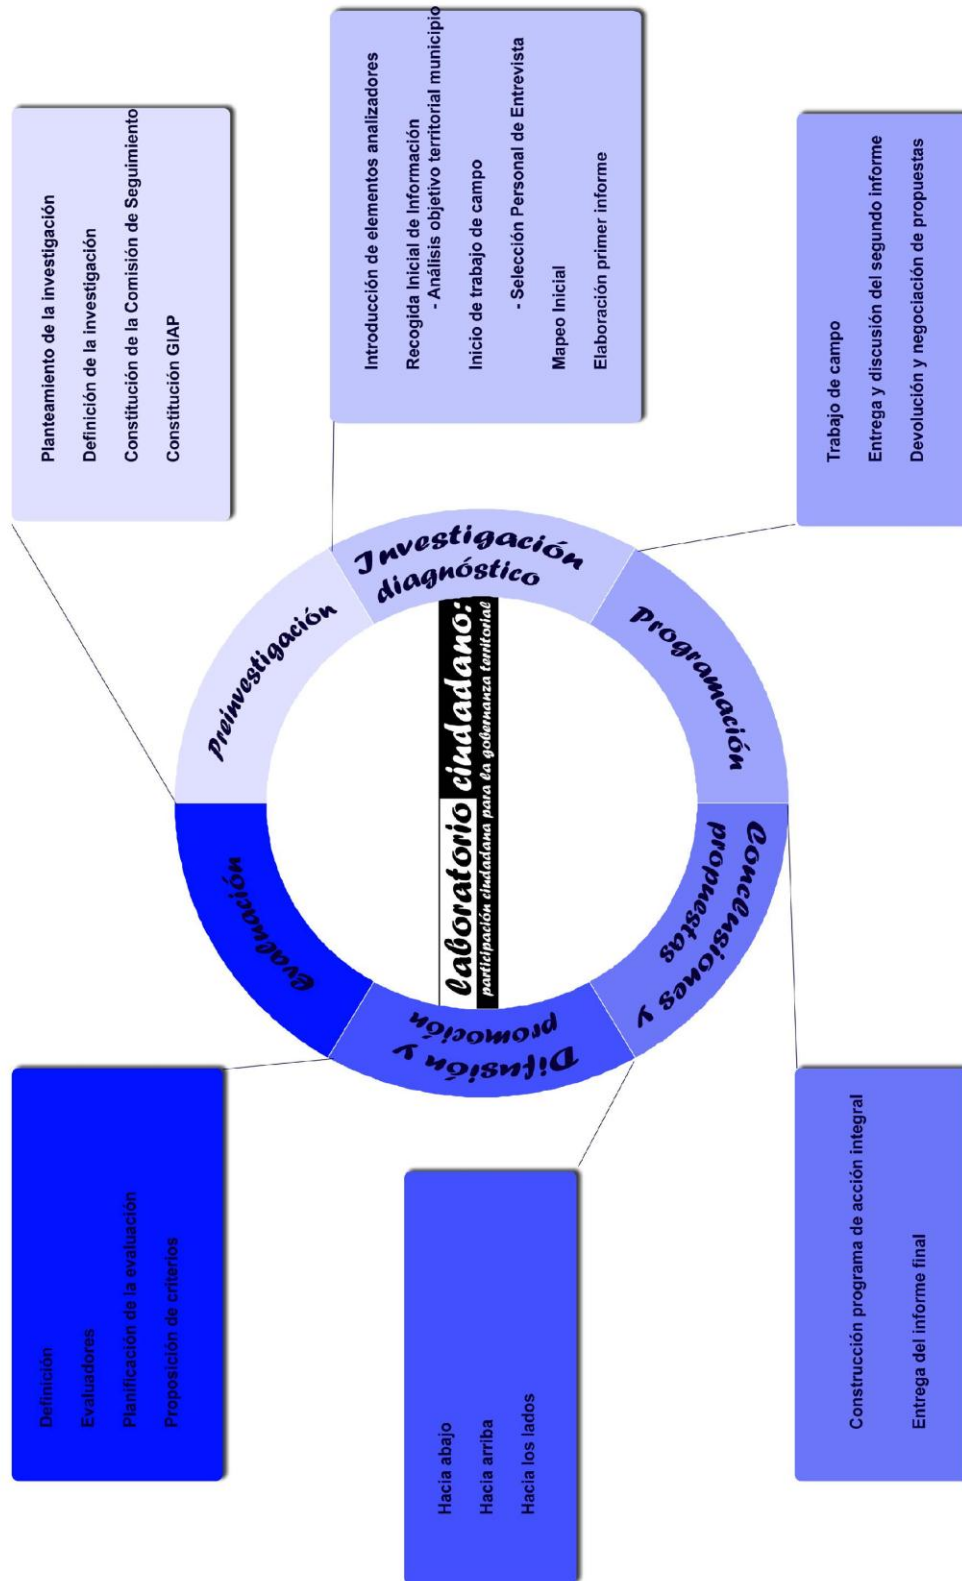 Planteamiento de la investigación
Definición de la investigación
Constitución de la Comisión de Seguimiento
Constitución GIAP
Introducción de elementos analizadores
Recogida Inicial de Información
- Análisis objetivo territorial municipio
Inicio de trabajo de campo
- Selección Personal de Entrevista
Mapeo Inicial
Elaboración primer informe
Trabajo de campo
Entrega y discusión del segundo informe
Devolución y negociación de propuestas
Construcción programa de acción integral
Entrega del informe final
Hacia abajo
Hacia arriba
Hacia los lados
Definición
Evaluadores
Planificación de la evaluación
Proposición de criterios
Preinvestigación
Investigación
diagnóstico
Programación
Conclusiones y
propuestas
Difusión y
promoción
Evaluación
laboratorio ciudadano:
participación ciudadana para la gobernanza territorial